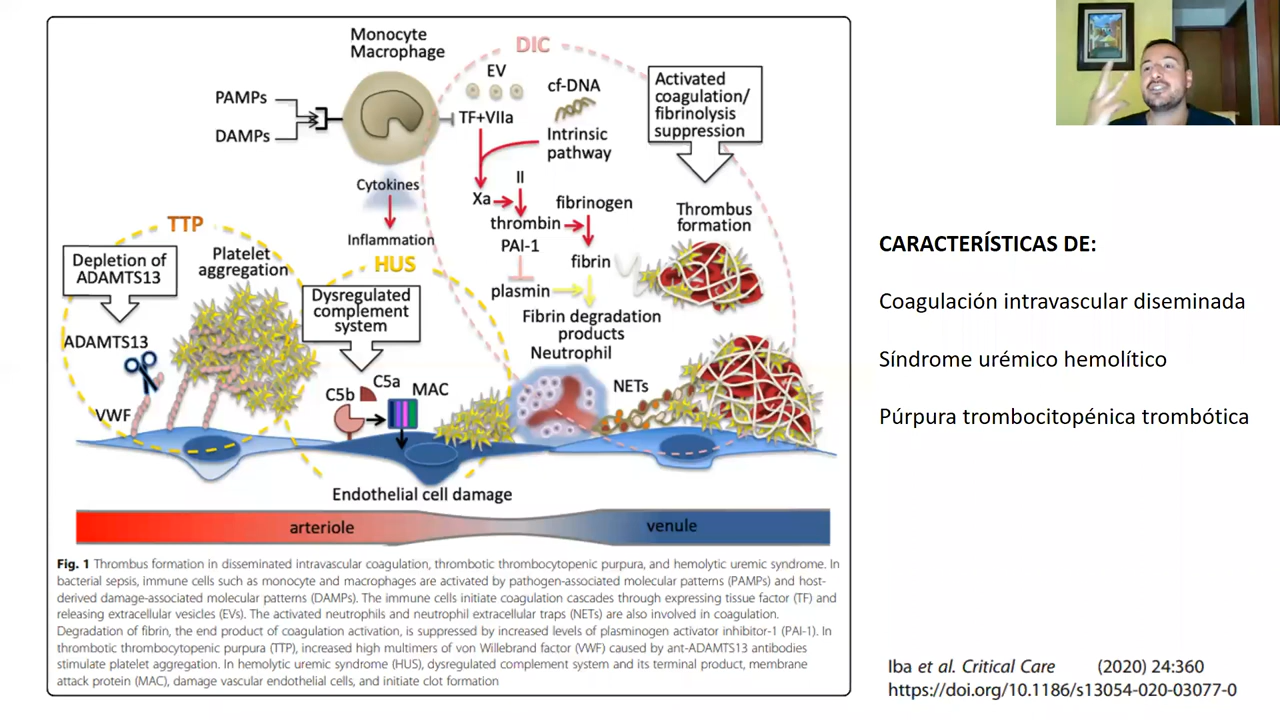 Monocyte
Macrophage
DIC
EV
cf-DNA
Activated
coagulation/
fibrinolysis
suppression
PAMPs
DAMPs
TF+VIIa
Intrinsic
pathway
Cytokines
II
Xa
fibrinogen
thrombin
Thrombus
formation
Inflammation
PAI-1
TTP
HUS
fibrin
Depletion of
ADAMTS13
Platelet
aggregation
plasmin
Dysregulated
complement
system
Fibrin degradation
products
ADAMTS13
Neutrophil
C5b
C5a
MAC
NETs
VWF
Endothelial cell damage
arteriole
venule
Fig. 1 Thrombus formation in disseminated intravascular coagulation, thrombotic thrombocytopenic purpura, and hemolytic uremic syndrome. In
bacterial sepsis, immune cells such as monocyte and macrophages are activated by pathogen-associated molecular patterns (PAMPs) and host-
derived damage-associated molecular patterns (DAMPs). The immune cells initiate coagulation cascades through expressing tissue factor (TF) and
releasing extracellular vesicles (EVs). The activated neutrophils and neutrophil extracellular traps (NETs) are also involved in coagulation.
Degradation of fibrin, the end product of coagulation activation, is suppressed by increased levels of plasminogen activator inhibitor-1 (PAI-1). In
thrombotic thrombocytopenic purpura (TTP), increased high multimers of von Willebrand factor (VWF) caused by ant-ADAMTS13 antibodies
stimulate platelet aggregation. In hemolytic uremic syndrome (HUS), dysregulated complement system and its terminal product, membrane
attack protein (MAC), damage vascular endothelial cells, and initiate clot formation
CARACTERÍSTICAS DE:
Coagulación intravascular diseminada
Síndrome urémico hemolítico
Púrpura trombocitopénica trombótica
Iba et al. Critical Care (2020) 24:360
https://doi.org/10.1186/s13054-020-03077-0